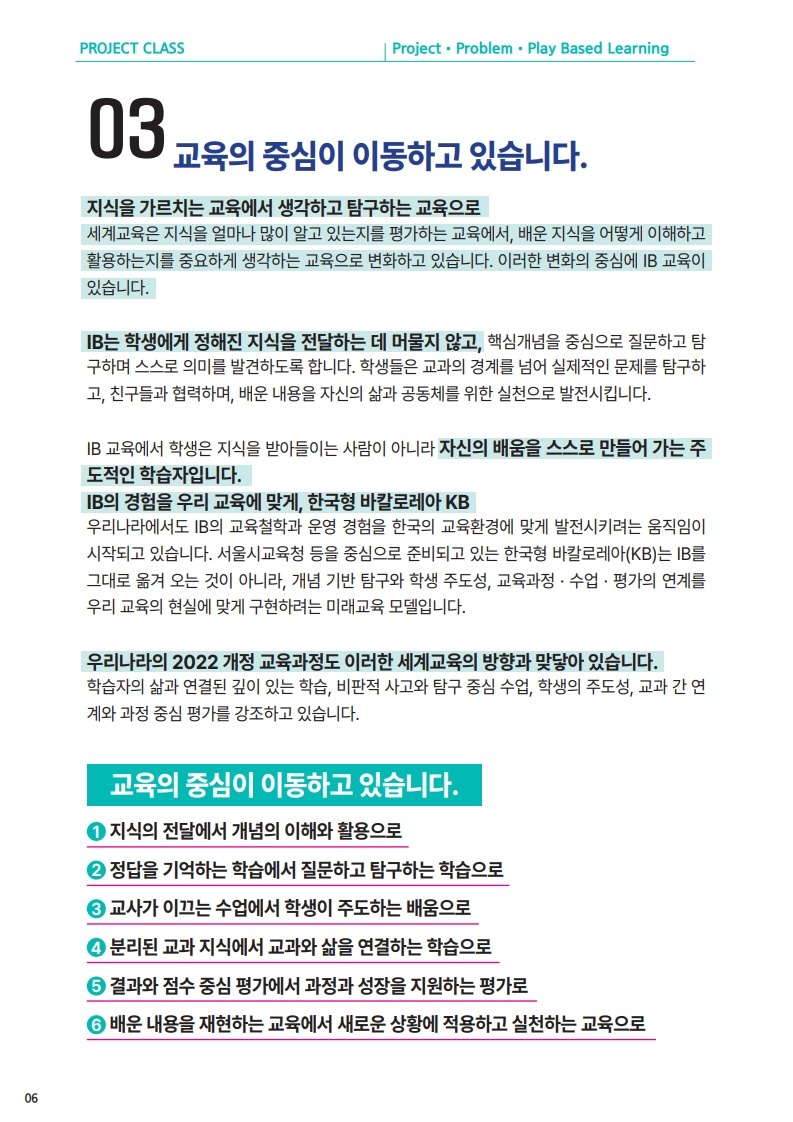 PROJECT CLASS
Project • Problem • Play Based Learning
03 교육의 중심이 이동하고 있습니다.
지식을 가르치는 교육에서 생각하고 탐구하는 교육으로
세계교육은 지식을 얼마나 많이 알고 있는지를 평가하는 교육에서, 배운 지식을 어떻게 이해하고
활용하는지를 중요하게 생각하는 교육으로 변화하고 있습니다. 이러한 변화의 중심에 IB 교육이
있습니다.
IB는 학생에게 정해진 지식을 전달하는 데 머물지 않고, 핵심개념을 중심으로 질문하고 탐
구하며 스스로 의미를 발견하도록 합니다. 학생들은 교과의 경계를 넘어 실제적인 문제를 탐구하
고, 친구들과 협력하며, 배운 내용을 자신의 삶과 공동체를 위한 실천으로 발전시킵니다.
IB 교육에서 학생은 지식을 받아들이는 사람이 아니라 자신의 배움을 스스로 만들어 가는 주
도적인 학습자입니다.
IB의 경험을 우리 교육에 맞게, 한국형 바칼로레아 KB
우리나라에서도 IB의 교육철학과 운영 경험을 한국의 교육환경에 맞게 발전시키려는 움직임이
시작되고 있습니다. 서울시교육청 등을 중심으로 준비되고 있는 한국형 바칼로레아(KB)는 IB를
그대로 옮겨 오는 것이 아니라, 개념 기반 탐구와 학생 주도성, 교육과정 · 수업 · 평가의 연계를
우리 교육의 현실에 맞게 구현하려는 미래교육 모델입니다.
우리나라의 2022 개정 교육과정도 이러한 세계교육의 방향과 맞닿아 있습니다.
학습자의 삶과 연결된 깊이 있는 학습, 비판적 사고와 탐구 중심 수업, 학생의 주도성, 교과 간 연
계와 과정 중심 평가를 강조하고 있습니다.
교육의 중심이 이동하고 있습니다.
❶ 지식의 전달에서 개념의 이해와 활용으로
❷ 정답을 기억하는 학습에서 질문하고 탐구하는 학습으로
❸ 교사가 이끄는 수업에서 학생이 주도하는 배움으로
❹ 분리된 교과 지식에서 교과와 삶을 연결하는 학습으로
❺ 결과와 점수 중심 평가에서 과정과 성장을 지원하는 평가로
❻ 배운 내용을 재현하는 교육에서 새로운 상황에 적용하고 실천하는 교육으로
06